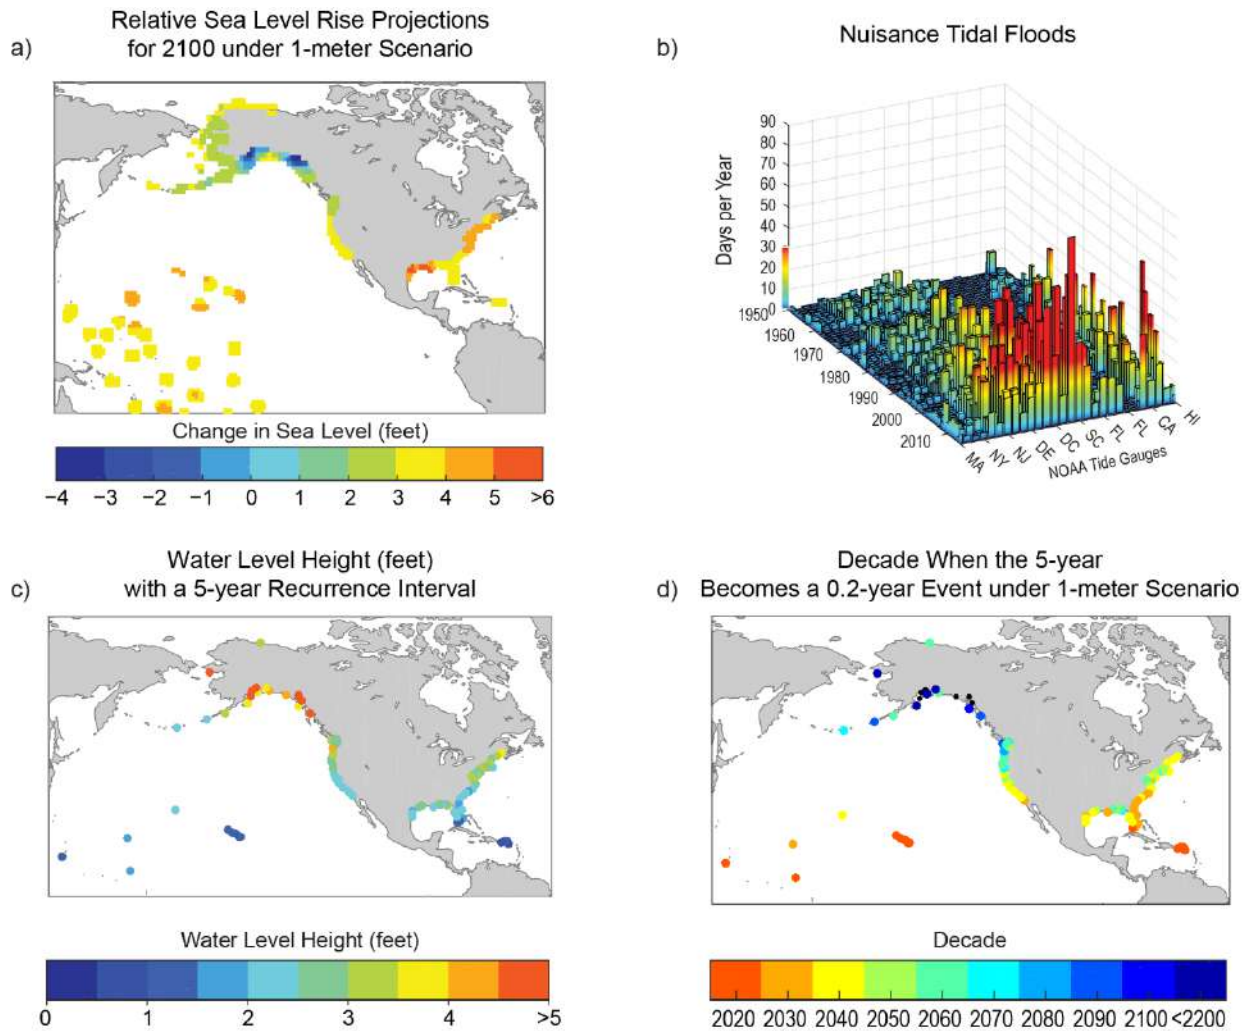 a)
Relative Sea Level Rise Projections
for 2100 under 1-meter Scenario
Change in Sea Level (feet)
−4 −3 −2 −1 0 1 2 3 4 5 >6
b)
Nuisance Tidal Floods
Days per Year
90
80
70
60
50
40
30
20
10
0
1950
1960
1970
1980
1990
2000
2010
MA NY NJ DE DC SC FL FL CA HI
NOAA Tide Gauges
c)
Water Level Height (feet)
with a 5-year Recurrence Interval
Water Level Height (feet)
0 1 2 3 4 >5
d)
Decade When the 5-year
Becomes a 0.2-year Event under 1-meter Scenario
Decade
2020 2030 2040 2050 2060 2070 2080 2090 2100 <2200